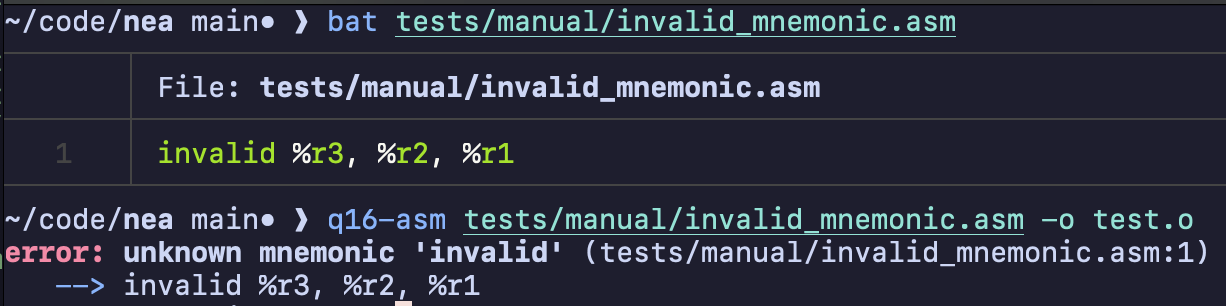 ~/code/nea main● ❯ bat tests/manual/invalid_mnemonic.asm
File: tests/manual/invalid_mnemonic.asm
1 invalid %r3, %r2, %r1
~/code/nea main● ❯ q16-asm tests/manual/invalid_mnemonic.asm -o test.o
error: unknown mnemonic 'invalid' (tests/manual/invalid_mnemonic.asm:1)
--> invalid %r3, %r2, %r1